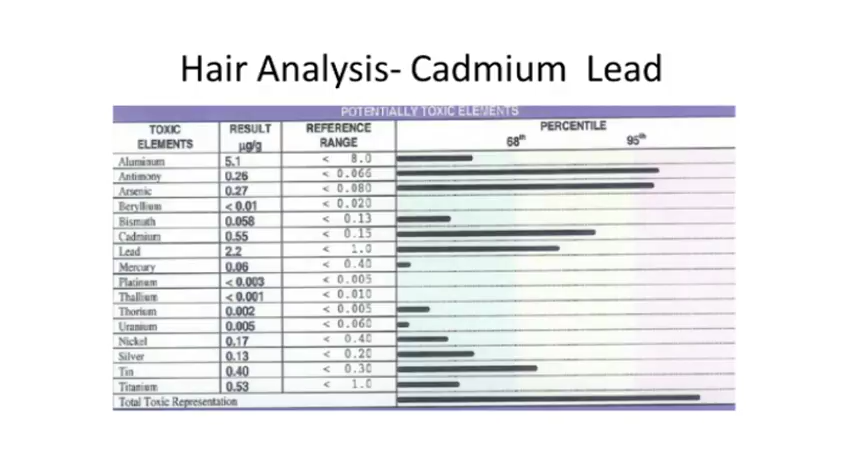 Hair Analysis- Cadmium Lead
POTENTIALLY TOXIC ELEMENTS
TOXIC ELEMENTS RESULT µg/g REFERENCE RANGE PERCENTILE 68th 95th
Aluminum 5.1 < 8.0
Antimony 0.26 < 0.066
Arsenic 0.27 < 0.080
Beryllium < 0.01 < 0.020
Bismuth 0.058 < 0.13
Cadmium 0.55 < 0.15
Lead 2.2 < 1.0
Mercury 0.06 < 0.40
Platinum < 0.003 < 0.005
Thallium < 0.001 < 0.010
Thorium 0.002 < 0.005
Uranium 0.005 < 0.060
Nickel 0.17 < 0.40
Silver 0.13 < 0.20
Tin 0.40 < 0.30
Titanium 0.53 < 1.0
Total Toxic Representation